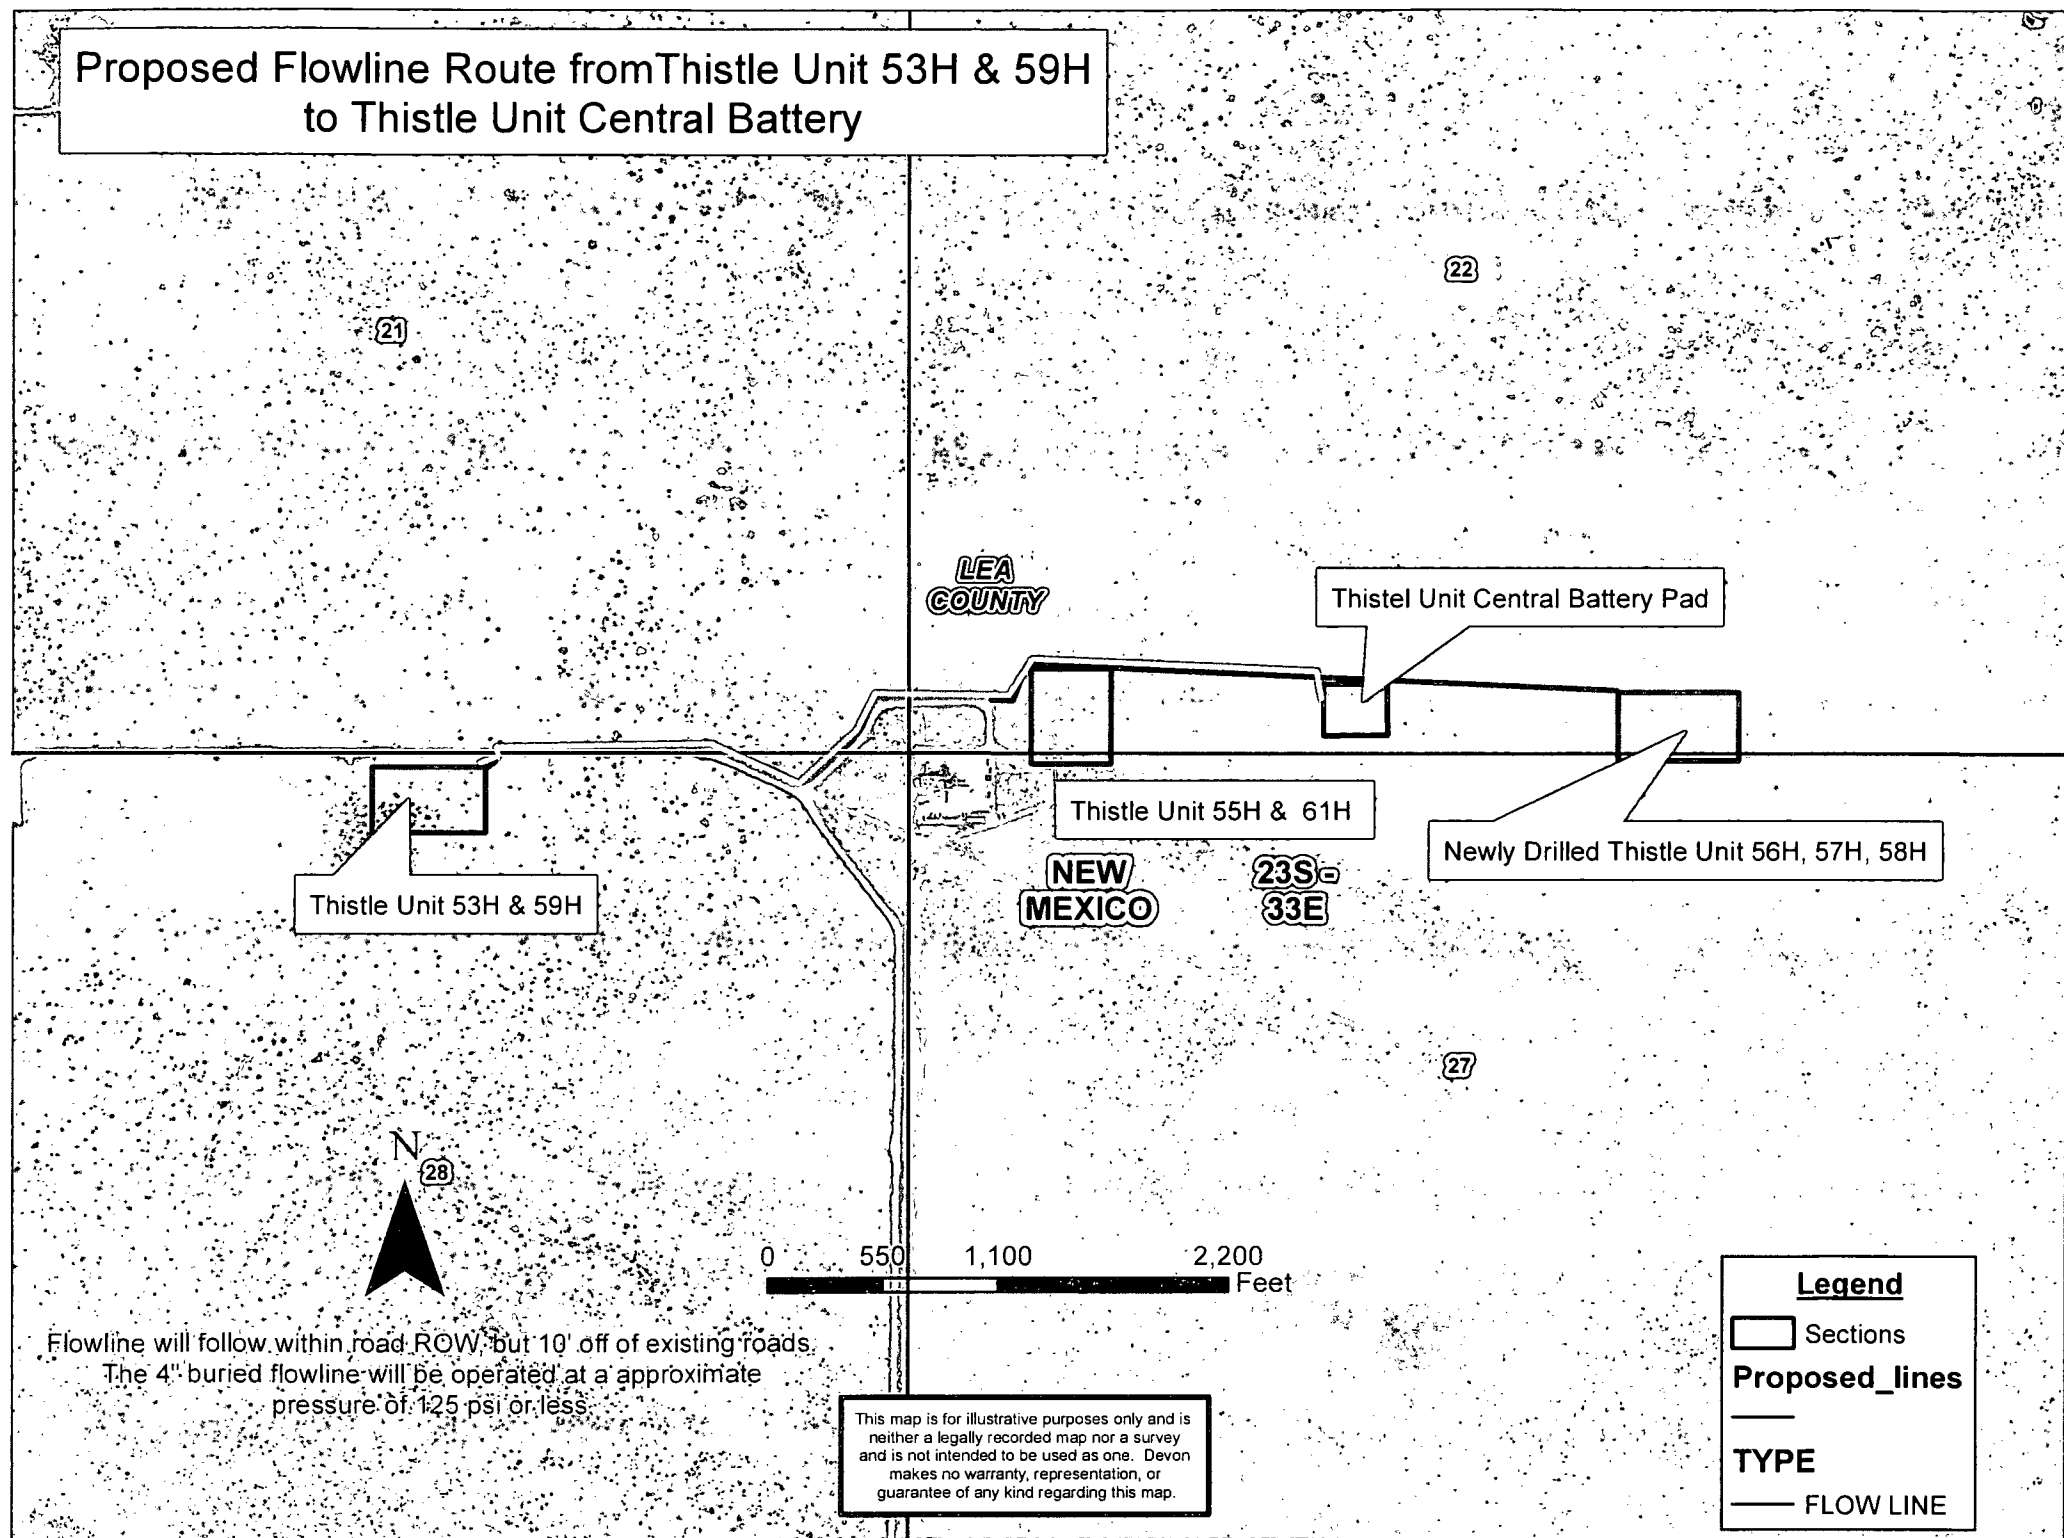 Proposed Flowline Route fromThistle Unit 53H & 59H
to Thistle Unit Central Battery
22
21
LEA
COUNTY
Thistel Unit Central Battery Pad
Thistle Unit 55H & 61H
Newly Drilled Thistle Unit 56H, 57H, 58H
Thistle Unit 53H & 59H
NEW
MEXICO
23S -
33E
27
N
28
0 550 1,100 2,200
Feet
Flowline will follow within road ROW, but 10' off of existing roads.
The 4" buried flowline will be operated at a approximate
pressure of 125 psi or less.
This map is for illustrative purposes only and is
neither a legally recorded map nor a survey
and is not intended to be used as one. Devon
makes no warranty, representation, or
guarantee of any kind regarding this map.
Legend
Sections
Proposed_lines
TYPE
FLOW LINE